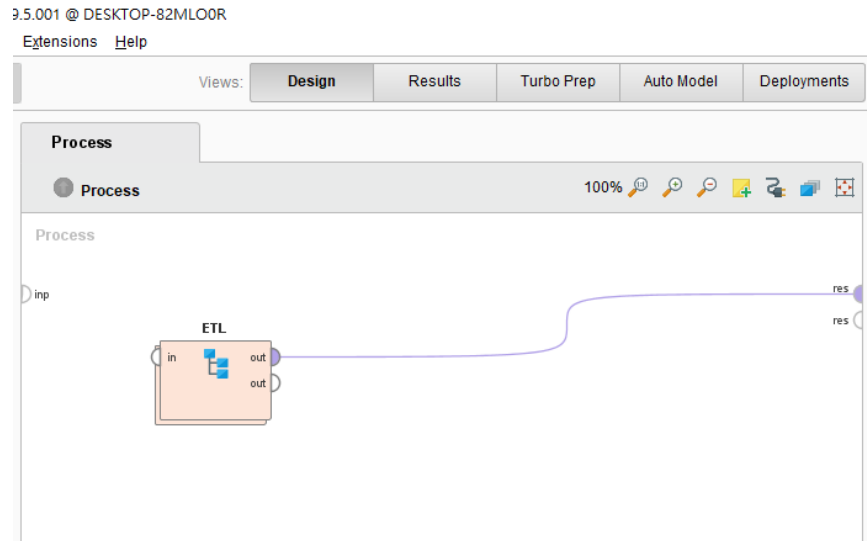 9.5.001 @ DESKTOP-82MLO0R
Extensions Help
Views: Design Results Turbo Prep Auto Model Deployments
Process
Process 100%
Process
inp
res
res
ETL
in out
out